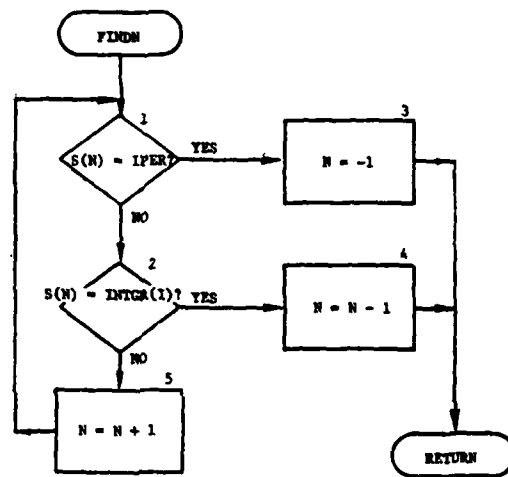 FINDN
1
S(N) = IPER?
YES
3
N = -1
NO
2
S(N) = INTGR(I)?
YES
4
N = N - 1
NO
5
N = N + 1
RETURN